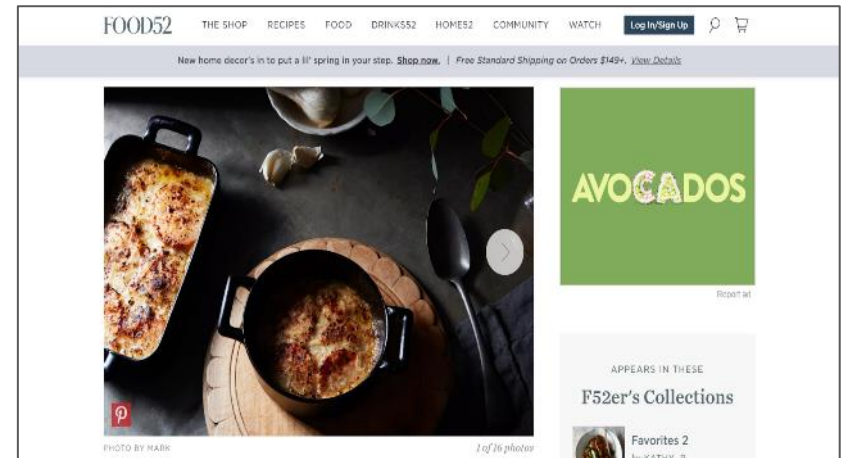 FOOD52 THE SHOP RECIPES FOOD DRINKS52 HOME52 COMMUNITY WATCH Log In/Sign Up
New home decor's in to put a lil' spring in your step. Shop now. | Free Standard Shipping on Orders $149+. View Details
AVOCADOS
Report ad
APPEARS IN THESE
F52er's Collections
Favorites 2
by KATHY_R
PHOTO BY MARK
1 of 16 photos